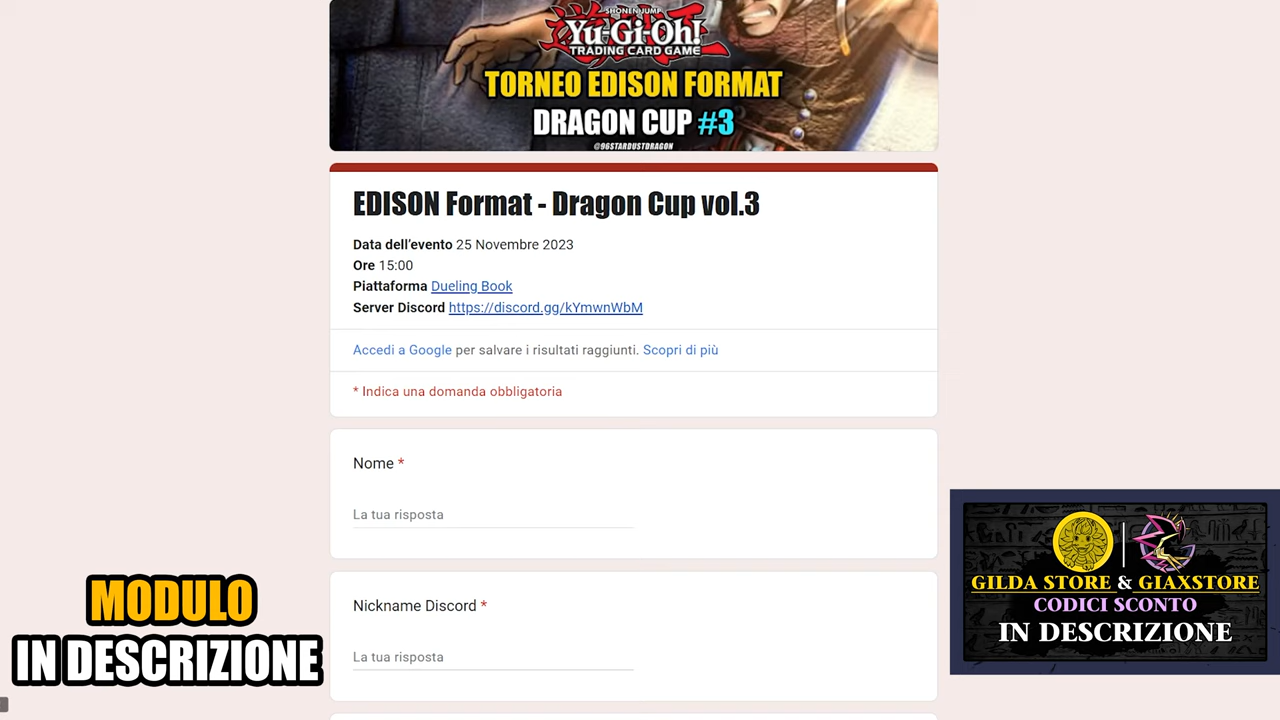 SHONEN JUMP
Yu-Gi-Oh!
TRADING CARD GAME
TORNEO EDISON FORMAT
DRAGON CUP #3
@96STARDUSTDRAGON
EDISON Format - Dragon Cup vol.3
Data dell'evento 25 Novembre 2023
Ore 15:00
Piattaforma Dueling Book
Server Discord https://discord.gg/kYmwnWbM
Accedi a Google per salvare i risultati raggiunti. Scopri di più
* Indica una domanda obbligatoria
Nome *
La tua risposta
Nickname Discord *
La tua risposta
MODULO
IN DESCRIZIONE
GILDA STORE & GIAXSTORE
CODICI SCONTO
IN DESCRIZIONE